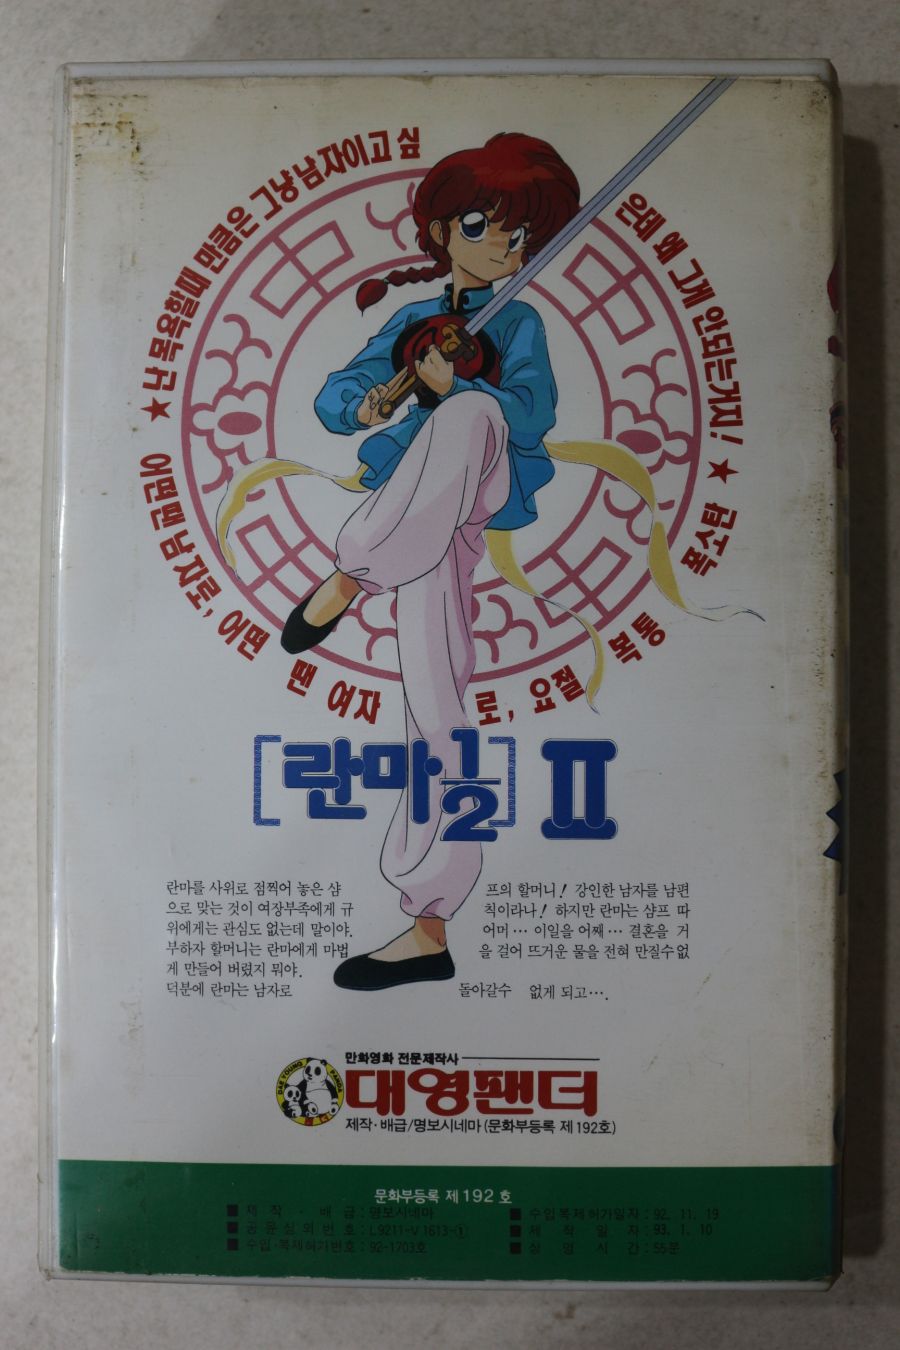 ★ 난 목욕할때 만큼은 그냥 남자이고 싶은데 왜 그게 안되는거지! ★
어떤땐 남자로, 어떤 땐 여자로, 요절 복통 폭소탄
[란마½] II
란마를 사위로 점찍어 놓은 샴프의 할머니! 강인한 남자를 남편
으로 맞는 것이 여장부족에게 규칙이라나! 하지만 란마는 샴프 따
위에게는 관심도 없는데 말이야. 어머… 이일을 어째… 결혼을 거
부하자 할머니는 란마에게 마법을 걸어 뜨거운 물을 전혀 만질수없
게 만들어 버렸지 뭐야.
덕분에 란마는 남자로 돌아갈수 없게 되고….
만화영화 전문제작사
DAE YOUNG PANDA
대영팬더
제작·배급/명보시네마 (문화부등록 제192호)
문화부등록 제 192 호
■ 제작 · 배급 : 명보시네마
■ 공윤심의번호 : L9211-V1613-①
■ 수입·복제허가번호 : 92-1703호
■ 수입복제허가일자 : 92. 11. 19
■ 제작일자 : 93. 1. 10
■ 상영시간 : 55분